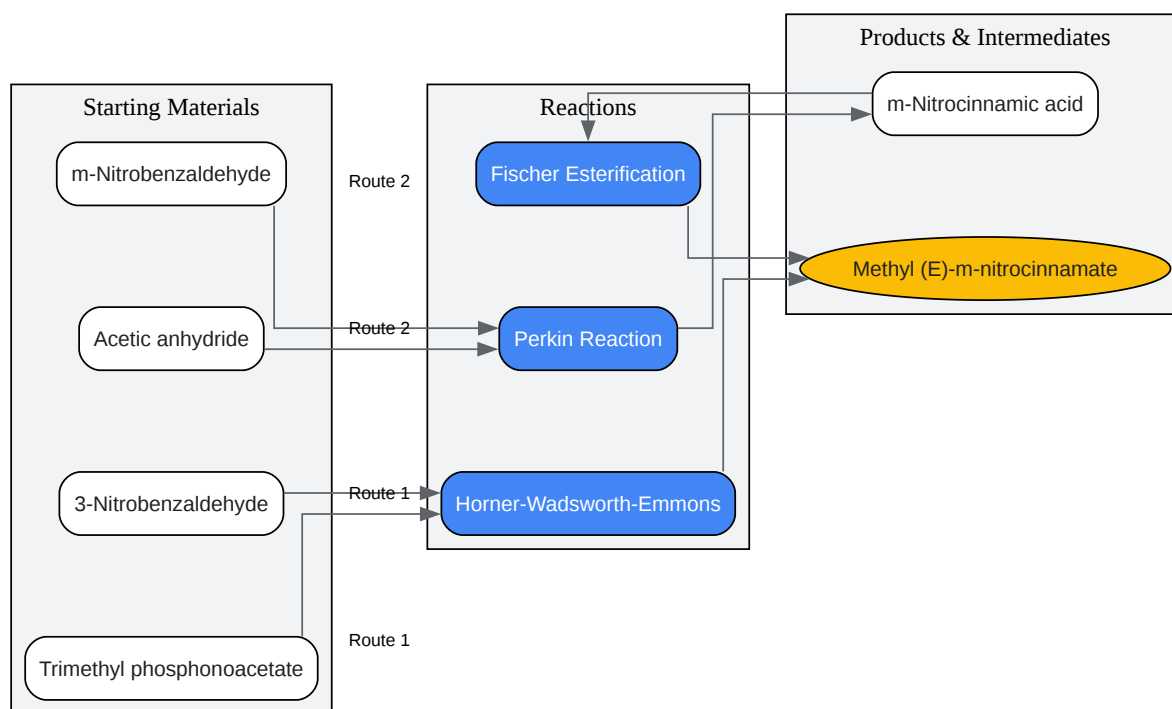 Products & Intermediates
m-Nitrocinnamic acid
Methyl (E)-m-nitrocinnamate
Starting Materials
m-Nitrobenzaldehyde
Acetic anhydride
3-Nitrobenzaldehyde
Trimethyl phosphonoacetate
Route 2
Route 2
Route 1
Route 1
Reactions
Fischer Esterification
Perkin Reaction
Horner-Wadsworth-Emmons